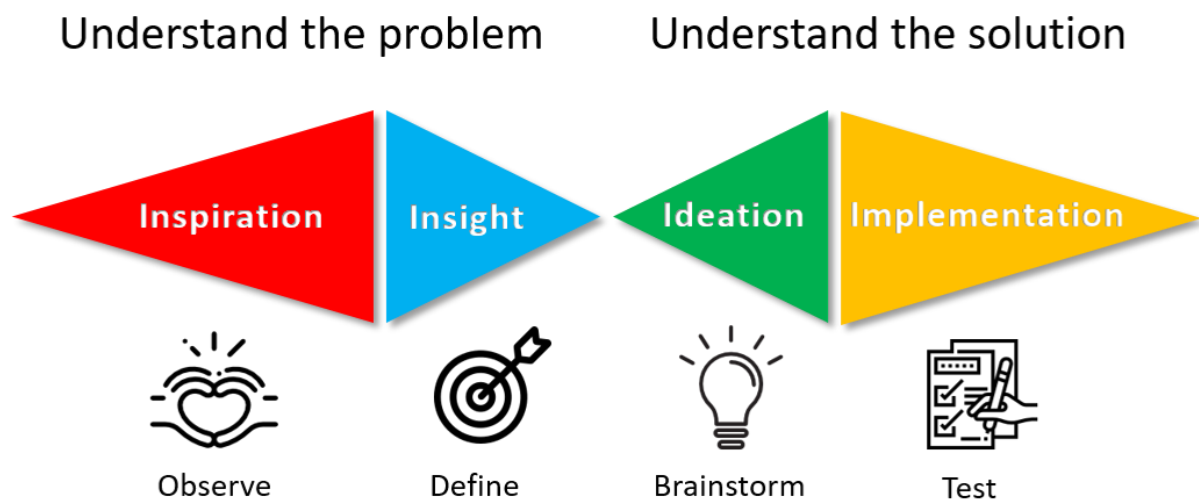 Understand the problem
Understand the solution
Inspiration
Insight
Ideation
Implementation
Observe
Define
Brainstorm
Test